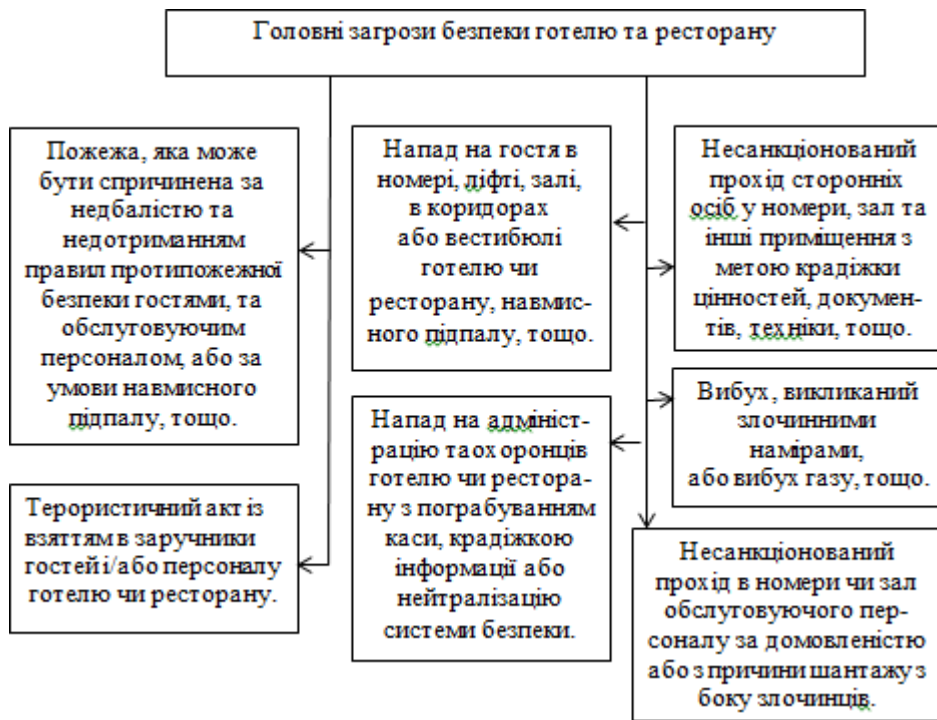 Головні загрози безпеки готелю та ресторану
Пожежа, яка може
бути спричинена за
недбалістю та
недотриманням
правил протипожежної
безпеки гостями, та
обслуговуючим
персоналом, або за
умови навмисного
підпалу, тощо.
Терористичний акт із
взяттям в заручники
гостей і/або персоналу
готелю чи ресторану.
Напад на гостя в
номері, ліфті, залі,
в коридорах
або вестибюлі
готелю чи
ресторану, навмис-
ного підпалу, тощо.
Напад на адмініст-
рацію таохоронців
готелю чи рестора-
ну з пограбуванням
каси, крадіжкою
інформації або
нейтралізацію
системи безпеки.
Несанкціонований
прохід сторонніх
осіб у номери, зал та
інші приміщення з
метою крадіжки
цінностей, докумен-
тів, техніки, тощо.
Вибух, викликаний
злочинними
намірами,
або вибух газу, тощо.
Несанкціонований
прохід в номери чи зал
обслуговуючого пер-
соналу за домовленістю
або з причини шантажу з
боку злочинців.